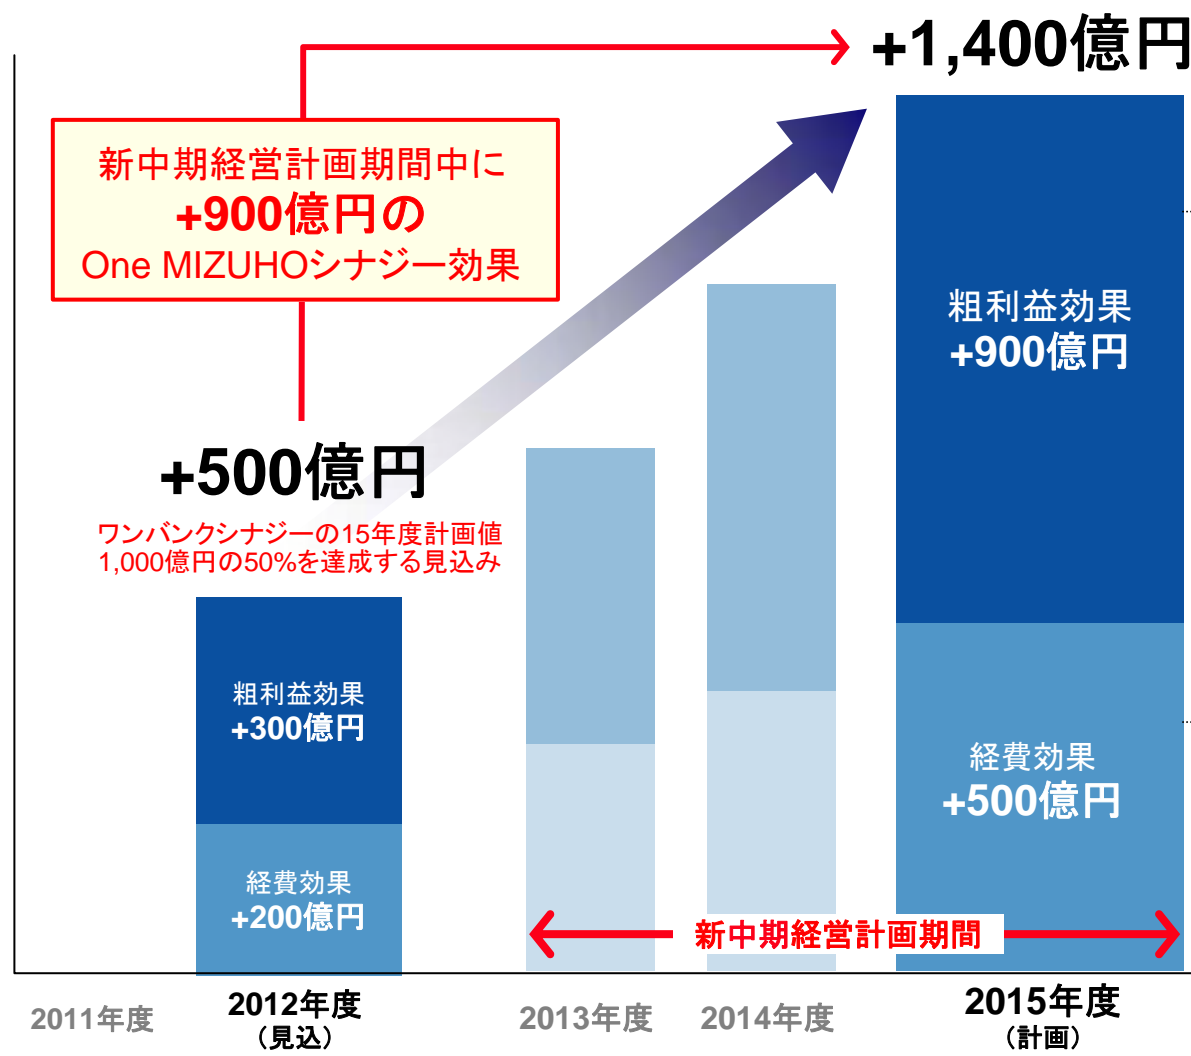 +1,400億円
新中期経営計画期間中に
+900億円の
One MIZUHOシナジー効果
粗利益効果
+900億円
+500億円
ワンバンクシナジーの15年度計画値
1,000億円の50%を達成する見込み
粗利益効果
+300億円
経費効果
+500億円
経費効果
+200億円
新中期経営計画期間
2011年度
2012年度
（見込）
2013年度
2014年度
2015年度
（計画）